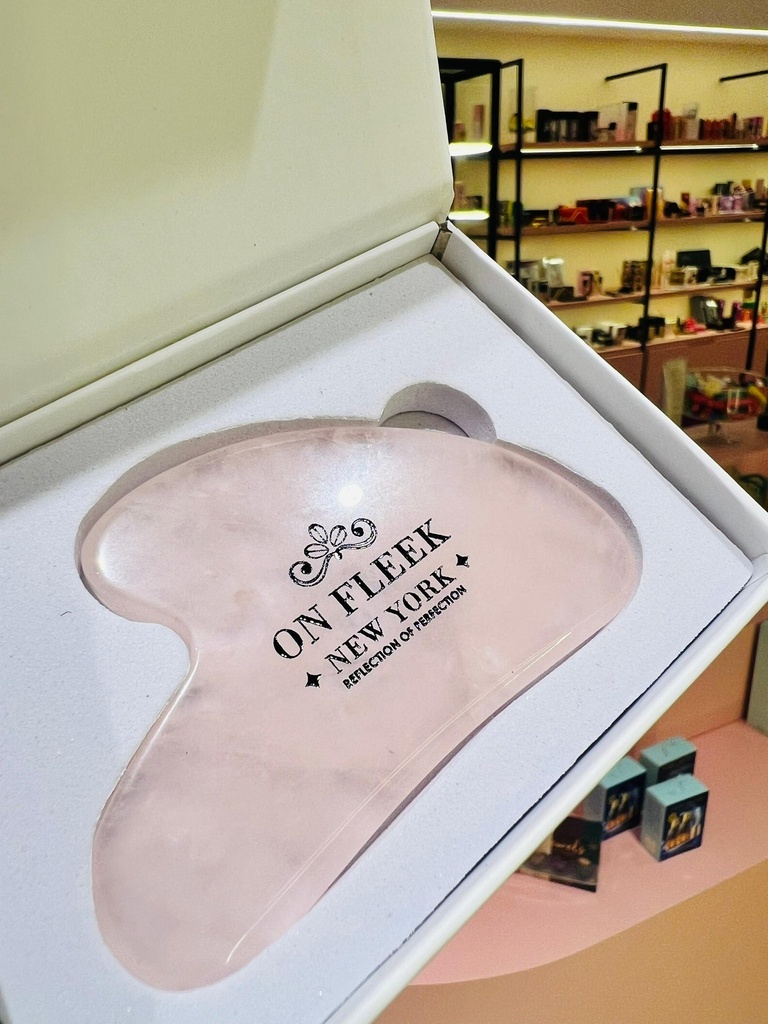 ON FLEEK
NEW YORK
REFLECTION OF PERFECTION